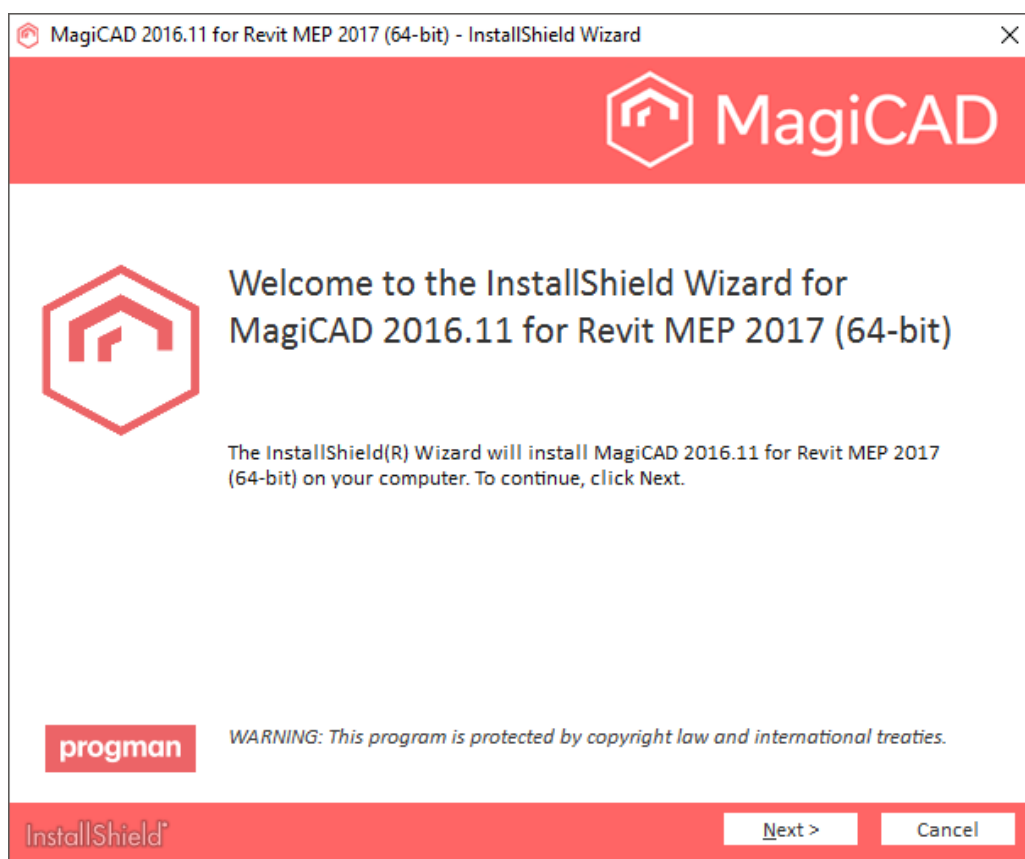 MagiCAD 2016.11 for Revit MEP 2017 (64-bit) - InstallShield Wizard
MagiCAD
Welcome to the InstallShield Wizard for
MagiCAD 2016.11 for Revit MEP 2017 (64-bit)
The InstallShield(R) Wizard will install MagiCAD 2016.11 for Revit MEP 2017
(64-bit) on your computer. To continue, click Next.
progman
WARNING: This program is protected by copyright law and international treaties.
InstallShield
Next >
Cancel